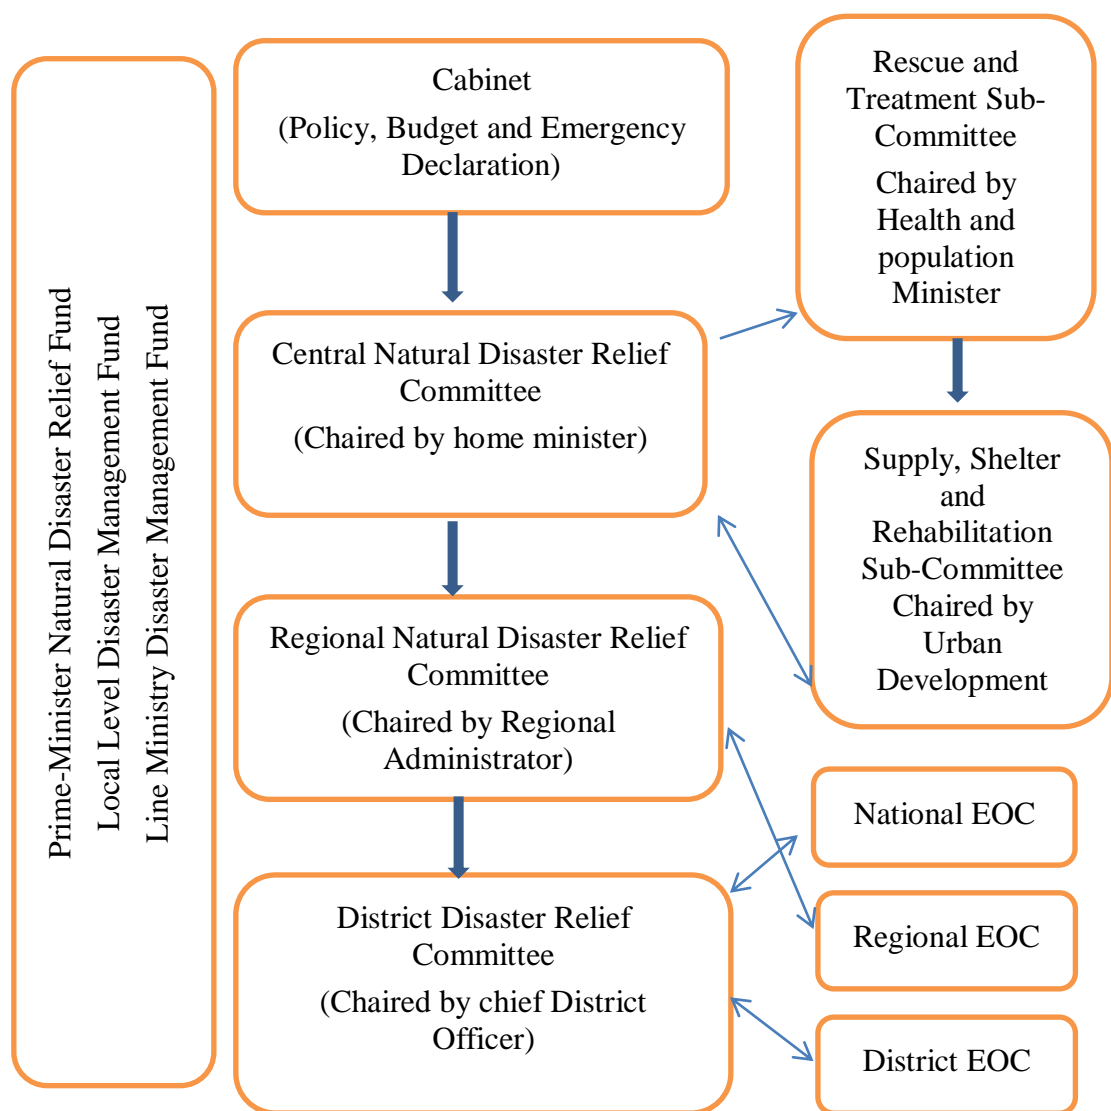 Prime-Minister Natural Disaster Relief Fund
Local Level Disaster Management Fund
Line Ministry Disaster Management Fund
Cabinet
(Policy, Budget and Emergency
Declaration)
Central Natural Disaster Relief
Committee
(Chaired by home minister)
Regional Natural Disaster Relief
Committee
(Chaired by Regional
Administrator)
District Disaster Relief
Committee
(Chaired by chief District
Officer)
Rescue and
Treatment Sub-
Committee
Chaired by
Health and
population
Minister
Supply, Shelter
and
Rehabilitation
Sub-Committee
Chaired by
Urban
Development
National EOC
Regional EOC
District EOC